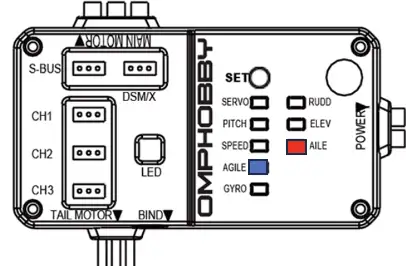 MAIN MOTOR▶
S-BUS
DSM/X
CH1
CH2
CH3
LED
TAIL MOTOR▼
BIND▼
OMPHOBBY
SET
SERVO
RUDD
PITCH
ELEV
SPEED
AILE
AGILE
GYRO
POWER▶